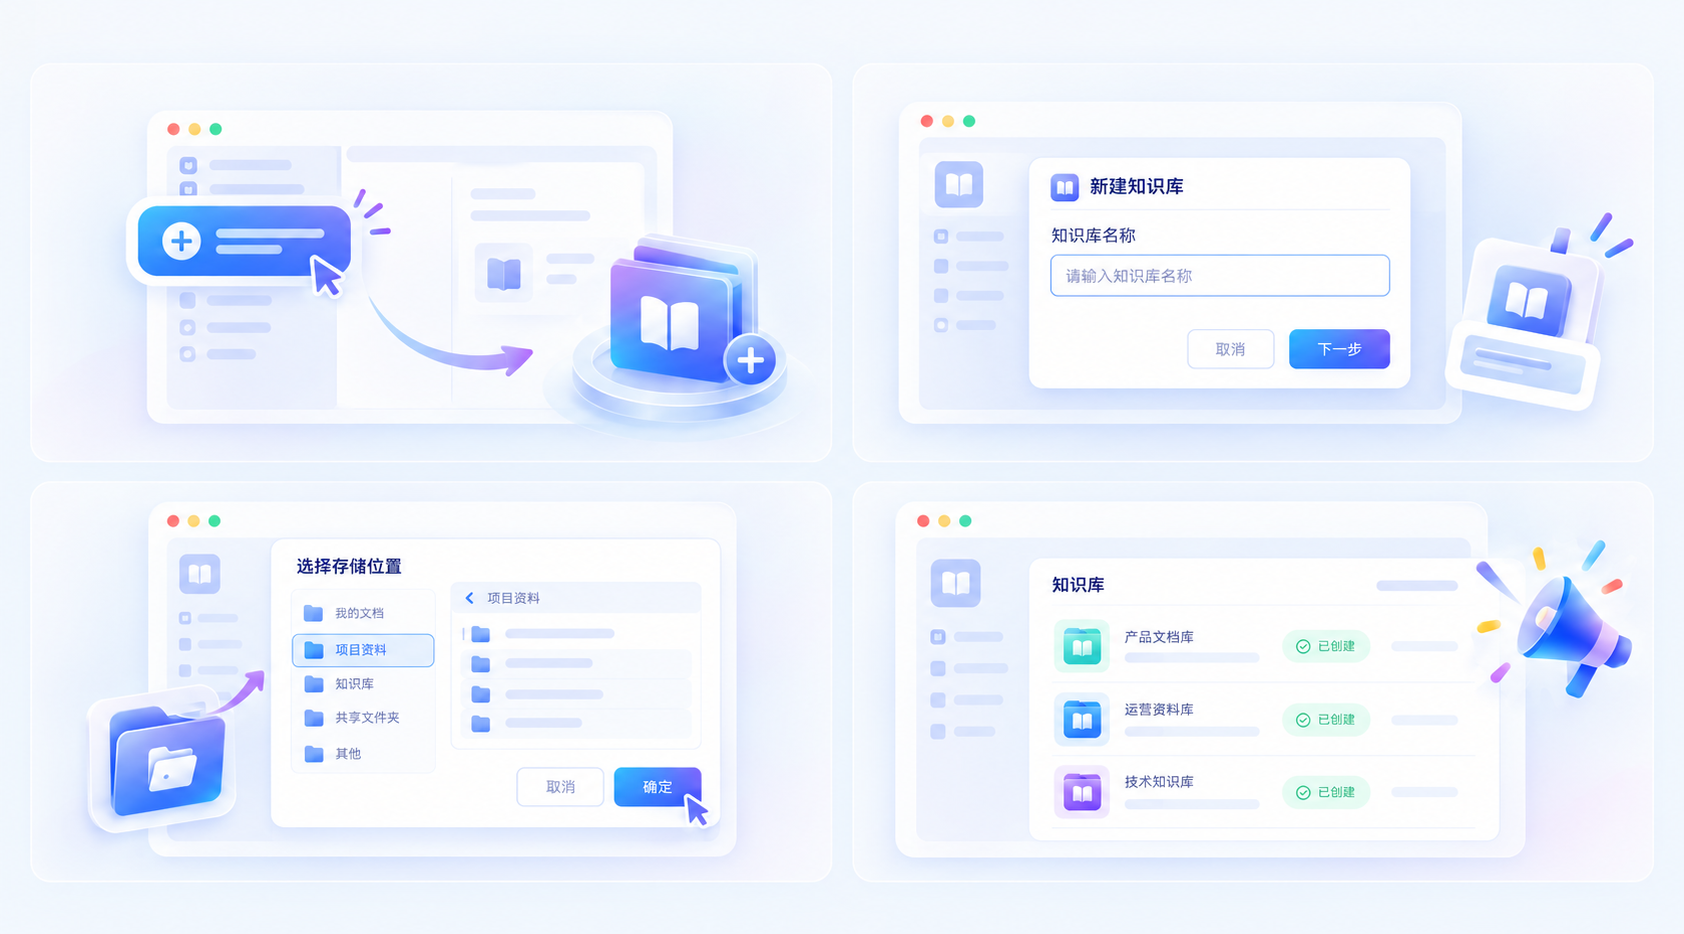 新建知识库
知识库名称
请输入知识库名称
取消
下一步
选择存储位置
我的文档
项目资料
知识库
共享文件夹
其他
项目资料
取消
确定
知识库
产品文档库
已创建
运营资料库
已创建
技术知识库
已创建